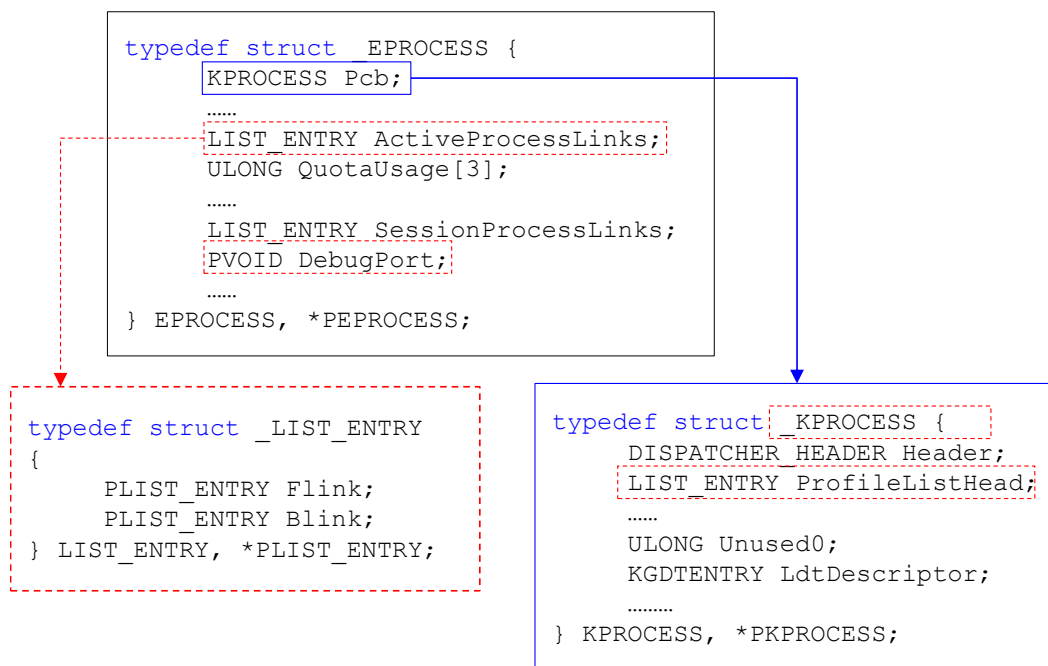 typedef struct _EPROCESS {
KPROCESS Pcb;
……
LIST_ENTRY ActiveProcessLinks;
ULONG QuotaUsage[3];
……
LIST_ENTRY SessionProcessLinks;
PVOID DebugPort;
……
} EPROCESS, *PEPROCESS;
typedef struct _LIST_ENTRY
{
PLIST_ENTRY Flink;
PLIST_ENTRY Blink;
} LIST_ENTRY, *PLIST_ENTRY;
typedef struct _KPROCESS {
DISPATCHER_HEADER Header;
LIST_ENTRY ProfileListHead;
……
ULONG Unused0;
KGDTENTRY LdtDescriptor;
………
} KPROCESS, *PKPROCESS;